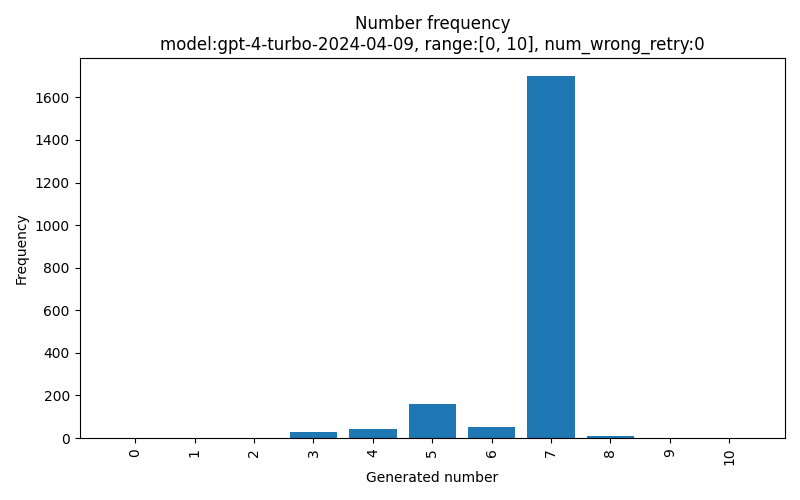 Number frequency
model:gpt-4-turbo-2024-04-09, range:[0, 10], num_wrong_retry:0
1600
1400
1200
1000
800
600
400
200
0
Frequency
0 1 2 3 4 5 6 7 8 9 10
Generated number